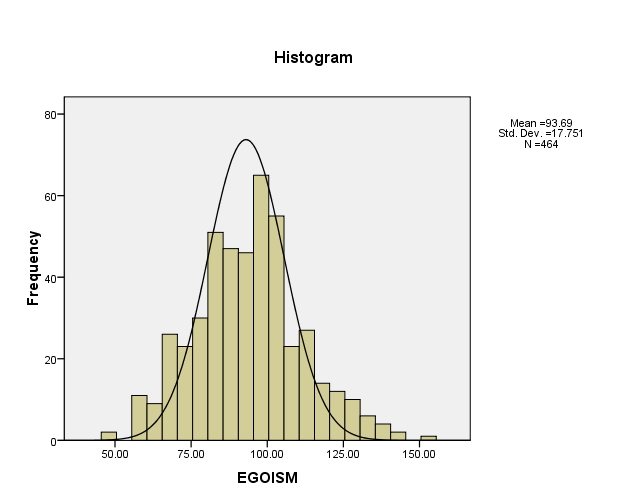 Histogram
Mean =93.69
Std. Dev. =17.751
N =464
80
60
40
20
0
Frequency
50.00 75.00 100.00 125.00 150.00
EGOISM